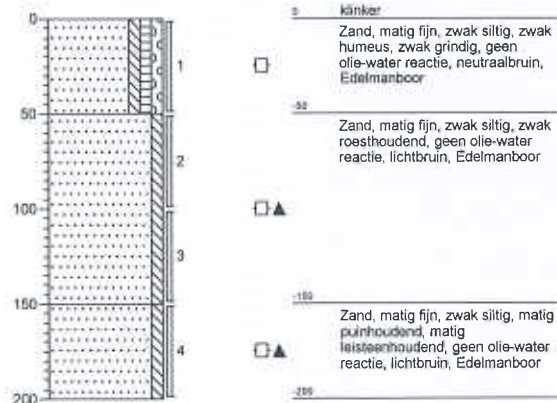 0
50
100
150
200
1
2
3
4
0 klinker
Zand, matig fijn, zwak siltig, zwak
humeus, zwak grindig, geen
olie-water reactie, neutraalbruin,
Edelmanboor
-50
Zand, matig fijn, zwak siltig, zwak
roesthoudend, geen olie-water
reactie, lichtbruin, Edelmanboor
-150
Zand, matig fijn, zwak siltig, matig
puinhoudend, matig
leisteenhoudend, geen olie-water
reactie, lichtbruin, Edelmanboor
-200